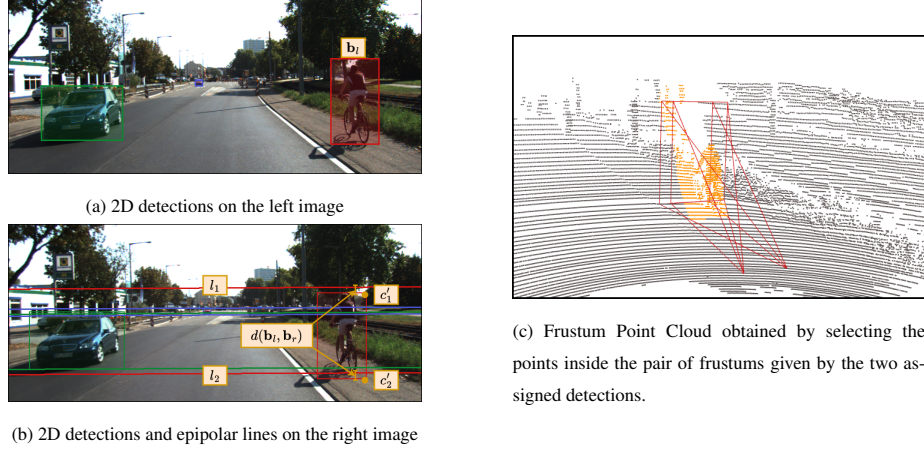 b_l
(a) 2D detections on the left image
l_1
c'_1
d(b_l, b_r)
l_2
c'_2
(b) 2D detections and epipolar lines on the right image
(c) Frustum Point Cloud obtained by selecting the
points inside the pair of frustums given by the two as-
signed detections.